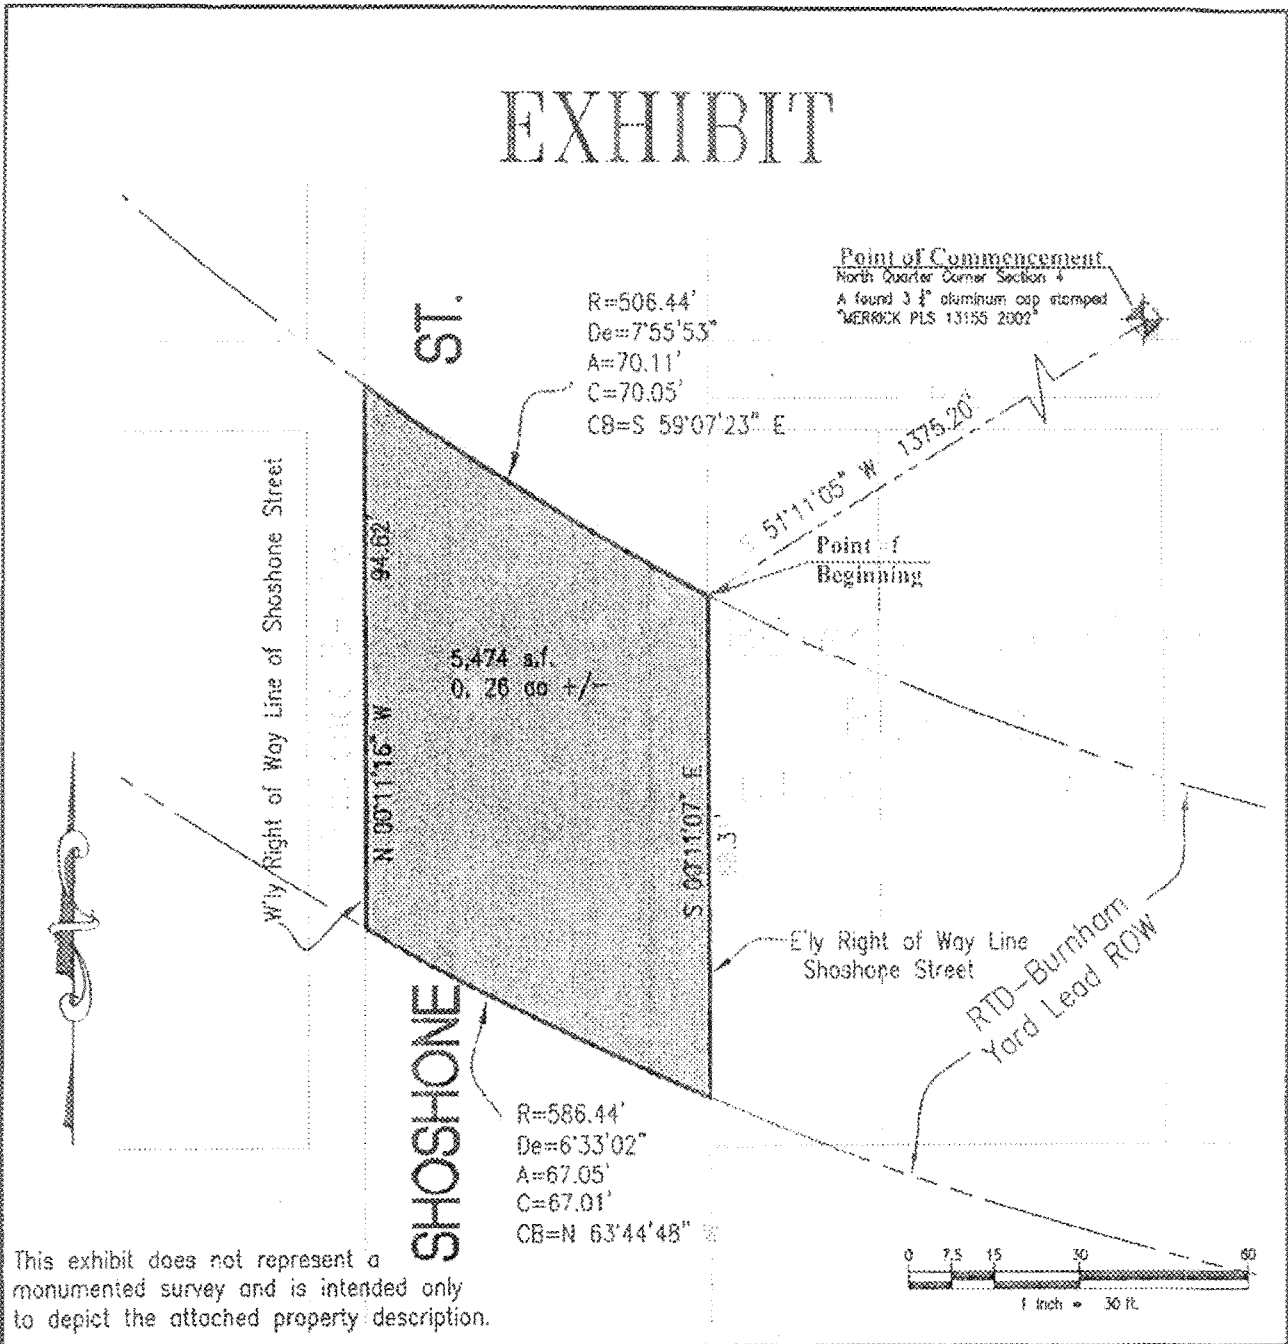 EXHIBIT
Point of Commencement
North Quarter Corner Section 4
A found 3 ¼" aluminum cap stamped
"MERRICK PLS 13155 2002"
ST.
R=506.44'
De=7°55'53"
A=70.11'
C=70.05'
CB=S 59°07'23" E
51°11'05" W 1375.20'
Point of
Beginning
W'ly Right of Way Line of Shoshone Street
N 00°11'16" W
94.62'
5,474 s.f.
0. 26 ac +/-
S 00°11'07" E
E'ly Right of Way Line
Shoshone Street
RTD-Burnham
Yard Lead ROW
SHOSHONE
R=586.44'
De=6°33'02"
A=67.05'
C=67.01'
CB=N 63°44'48" W
This exhibit does not represent a
monumented survey and is intended only
to depict the attached property description.
0 7.5 15 30 60
1 inch = 30 ft.